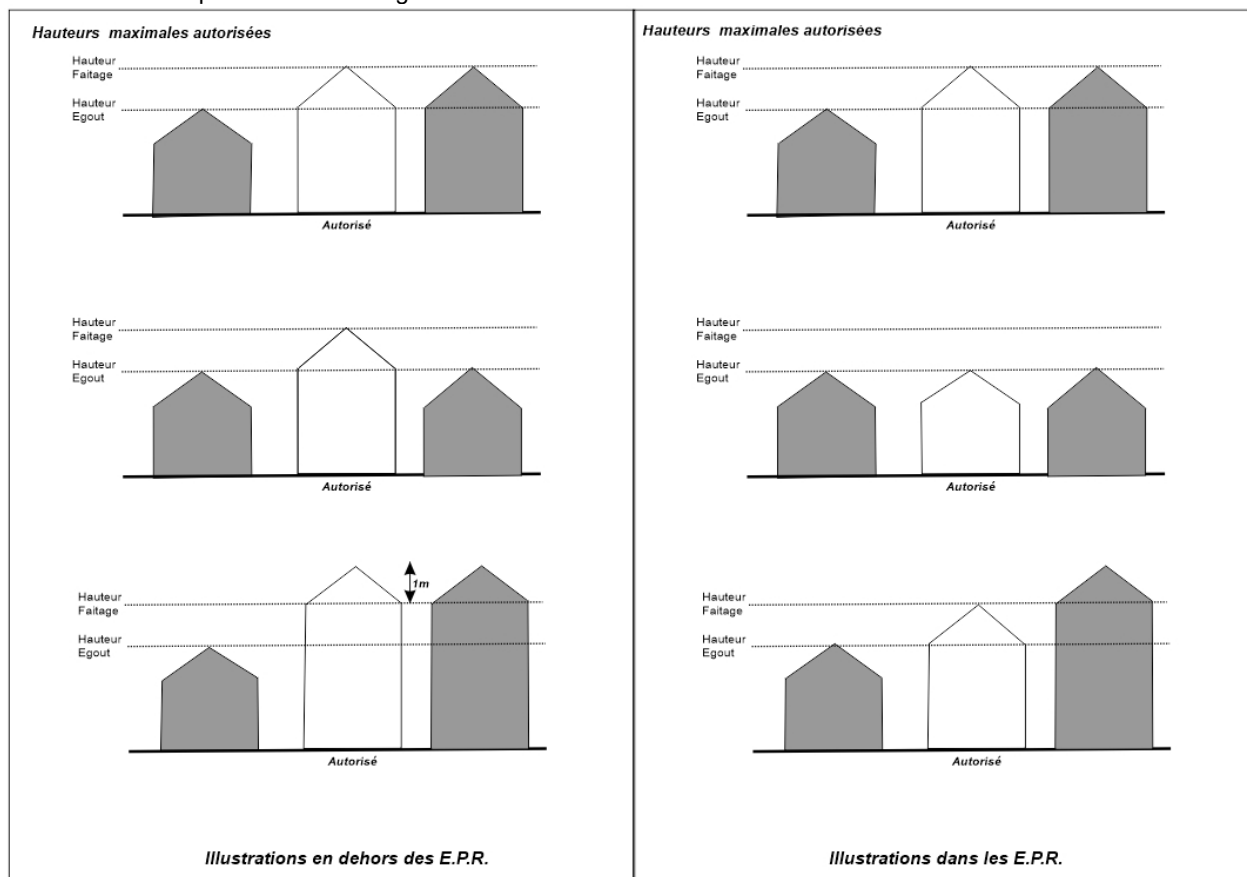 Hauteurs maximales autorisées
Hauteur
Faitage
Hauteur
Egout
Autorisé
Hauteur
Faitage
Hauteur
Egout
Autorisé
1m
Hauteur
Faitage
Hauteur
Egout
Autorisé
Illustrations en dehors des E.P.R.
Hauteurs maximales autorisées
Hauteur
Faitage
Hauteur
Egout
Autorisé
Hauteur
Faitage
Hauteur
Egout
Autorisé
Hauteur
Faitage
Hauteur
Egout
Autorisé
Illustrations dans les E.P.R.